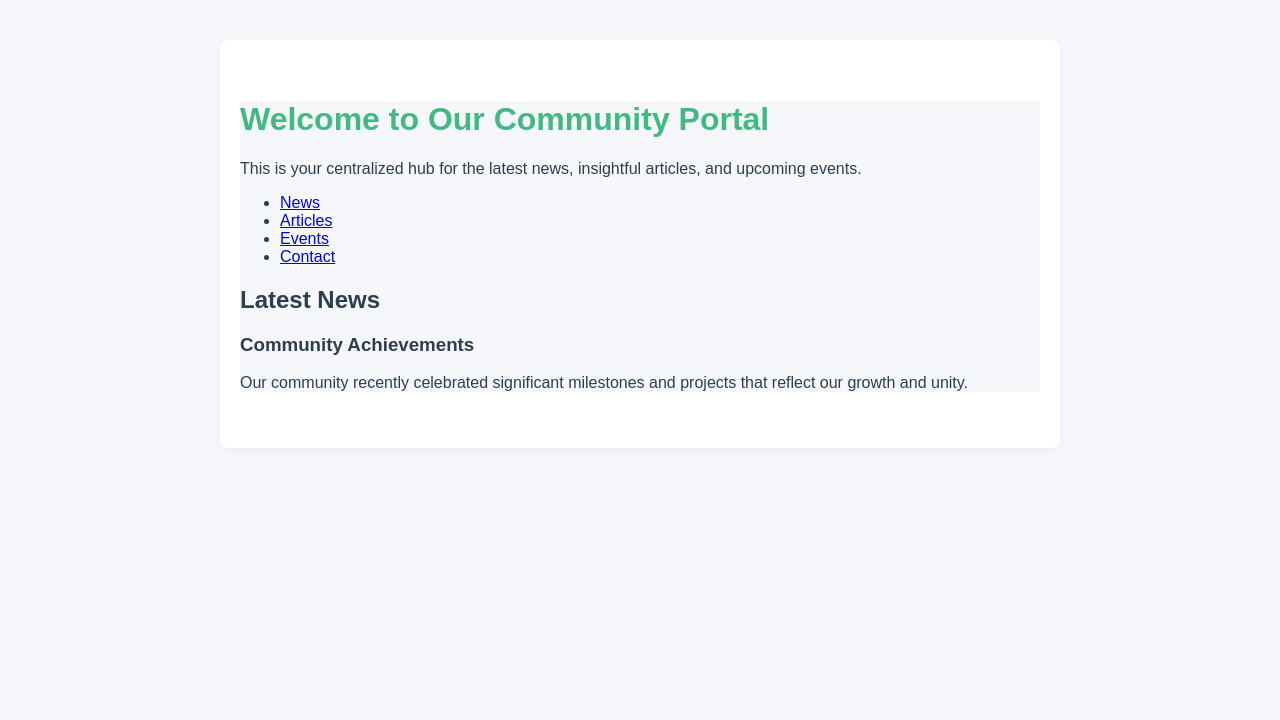 Welcome to Our Community Portal
This is your centralized hub for the latest news, insightful articles, and upcoming events.
News
Articles
Events
Contact
Latest News
Community Achievements
Our community recently celebrated significant milestones and projects that reflect our growth and unity.